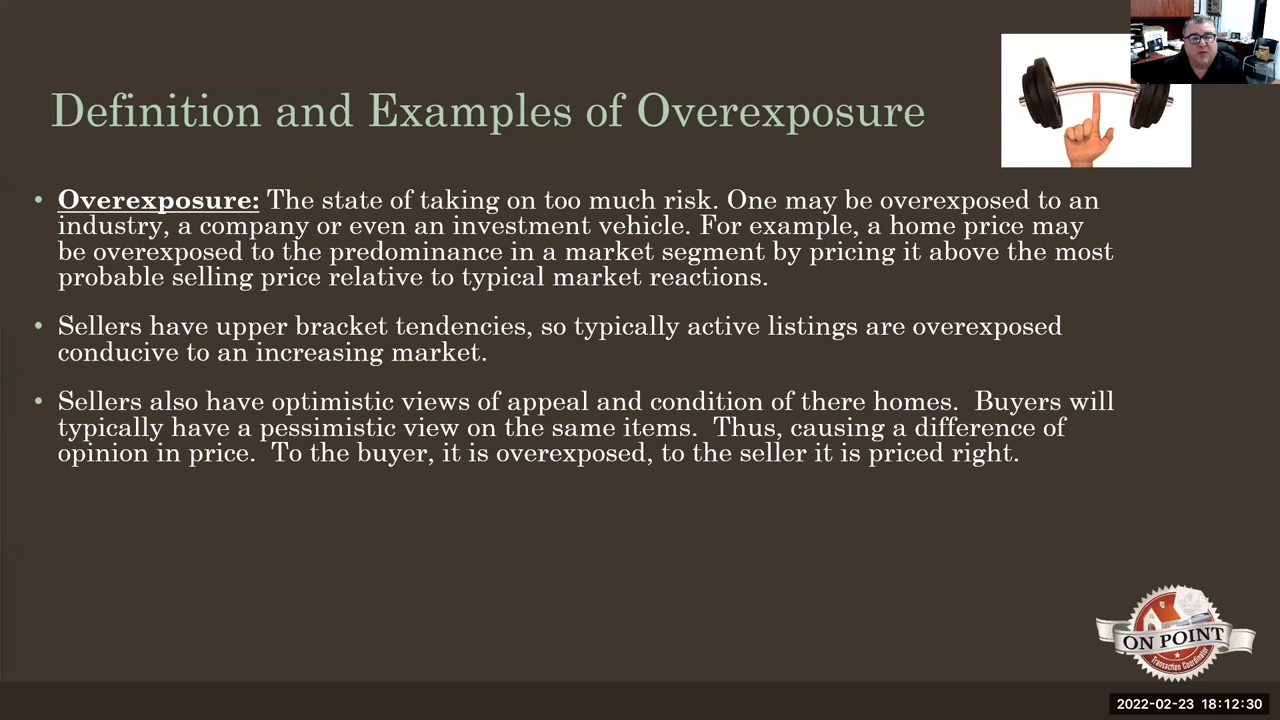 Definition and Examples of Overexposure
• Overexposure: The state of taking on too much risk. One may be overexposed to an
industry, a company or even an investment vehicle. For example, a home price may
be overexposed to the predominance in a market segment by pricing it above the most
probable selling price relative to typical market reactions.
• Sellers have upper bracket tendencies, so typically active listings are overexposed
conducive to an increasing market.
• Sellers also have optimistic views of appeal and condition of there homes.  Buyers will
typically have a pessimistic view on the same items.  Thus, causing a difference of
opinion in price.  To the buyer, it is overexposed, to the seller it is priced right.
ON POINT
Transaction Coordinator
2022-02-23 18:12:30